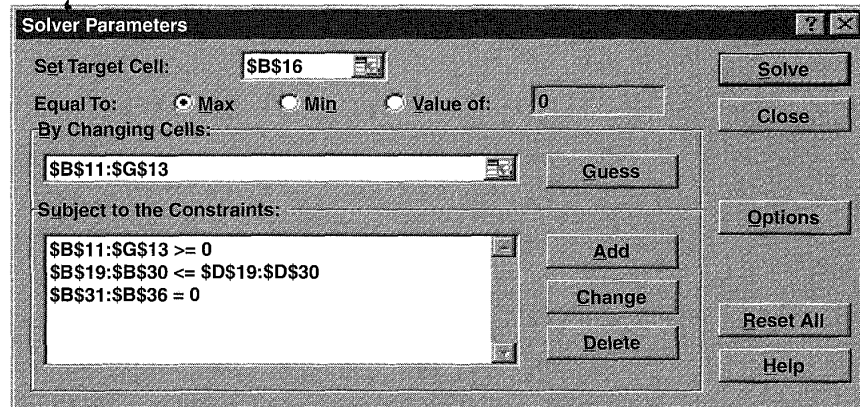 Solver Parameters ? X
Set Target Cell: $B$16
Solve
Equal To: Max Min Value of: 0
Close
By Changing Cells:
$B$11:$G$13
Guess
Subject to the Constraints:
Options
$B$11:$G$13 >= 0
Add
$B$19:$B$30 <= $D$19:$D$30
$B$31:$B$36 = 0
Change
Reset All
Delete
Help